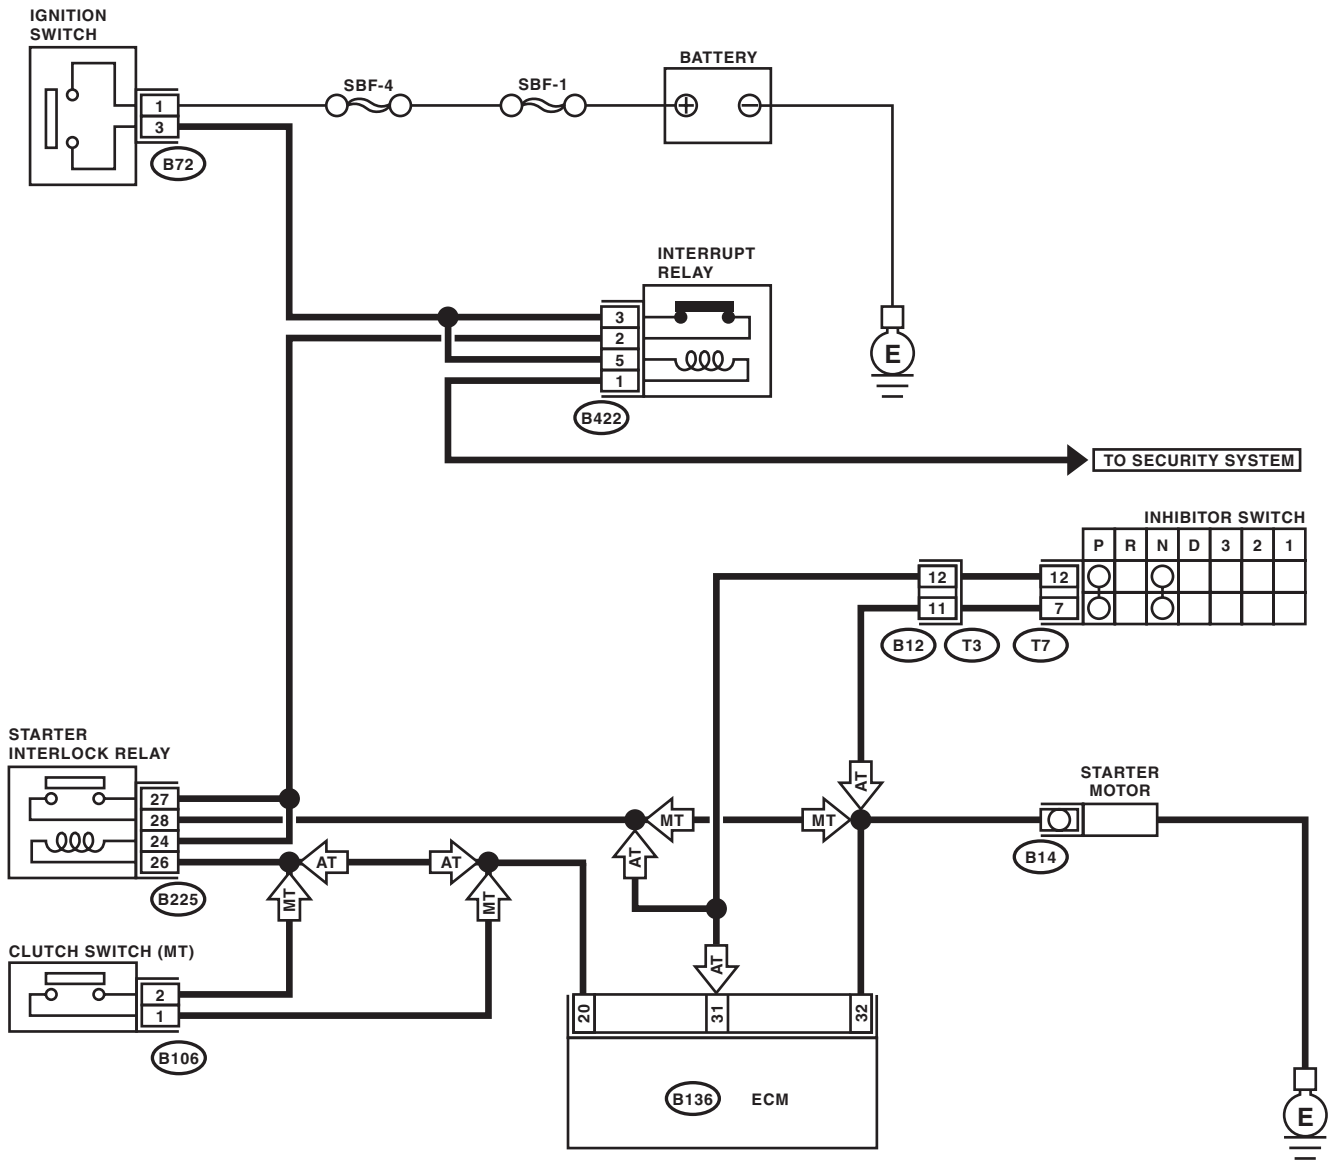 IGNITION
SWITCH
1
3
B72
SBF-4
SBF-1
BATTERY
+
−
E
INTERRUPT
RELAY
3
2
5
1
B422
TO SECURITY SYSTEM
INHIBITOR SWITCH
P R N D 3 2 1
12 12
11 7
B12 T3 T7
STARTER
INTERLOCK RELAY
27
28
24
26
B225
AT
AT
MT
MT
MT
MT
AT
AT
AT
STARTER
MOTOR
B14
CLUTCH SWITCH (MT)
2
1
B106
20 31 32
B136 ECM
E